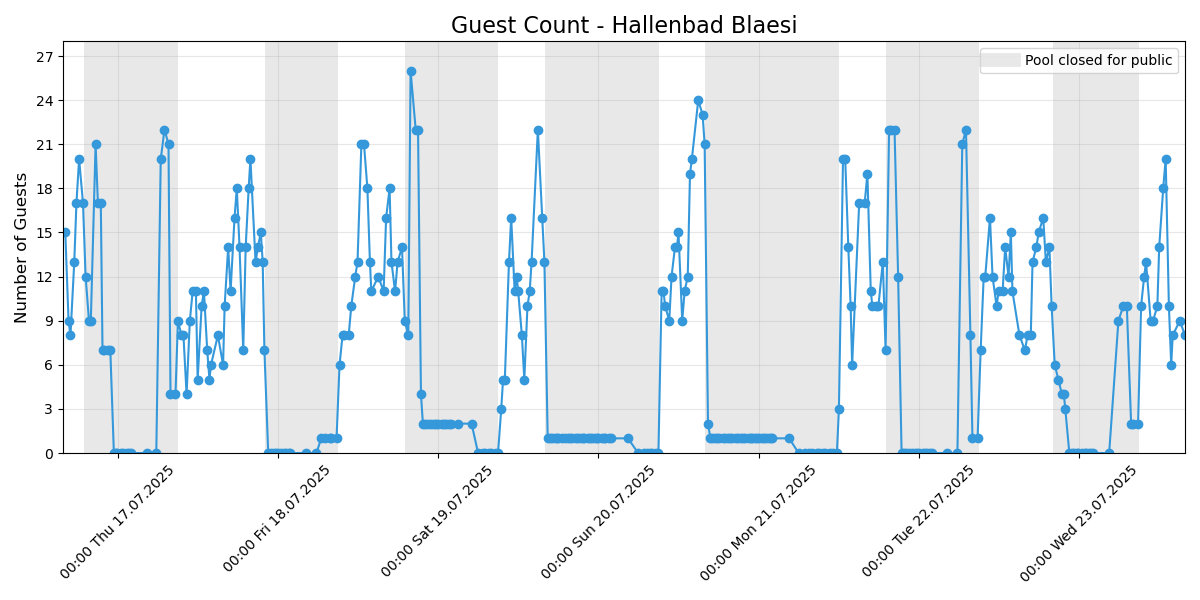 Guest Count - Hallenbad Blaesi
Number of Guests
27
24
21
18
15
12
9
6
3
0
Pool closed for public
00:00 Thu 17.07.2025
00:00 Fri 18.07.2025
00:00 Sat 19.07.2025
00:00 Sun 20.07.2025
00:00 Mon 21.07.2025
00:00 Tue 22.07.2025
00:00 Wed 23.07.2025